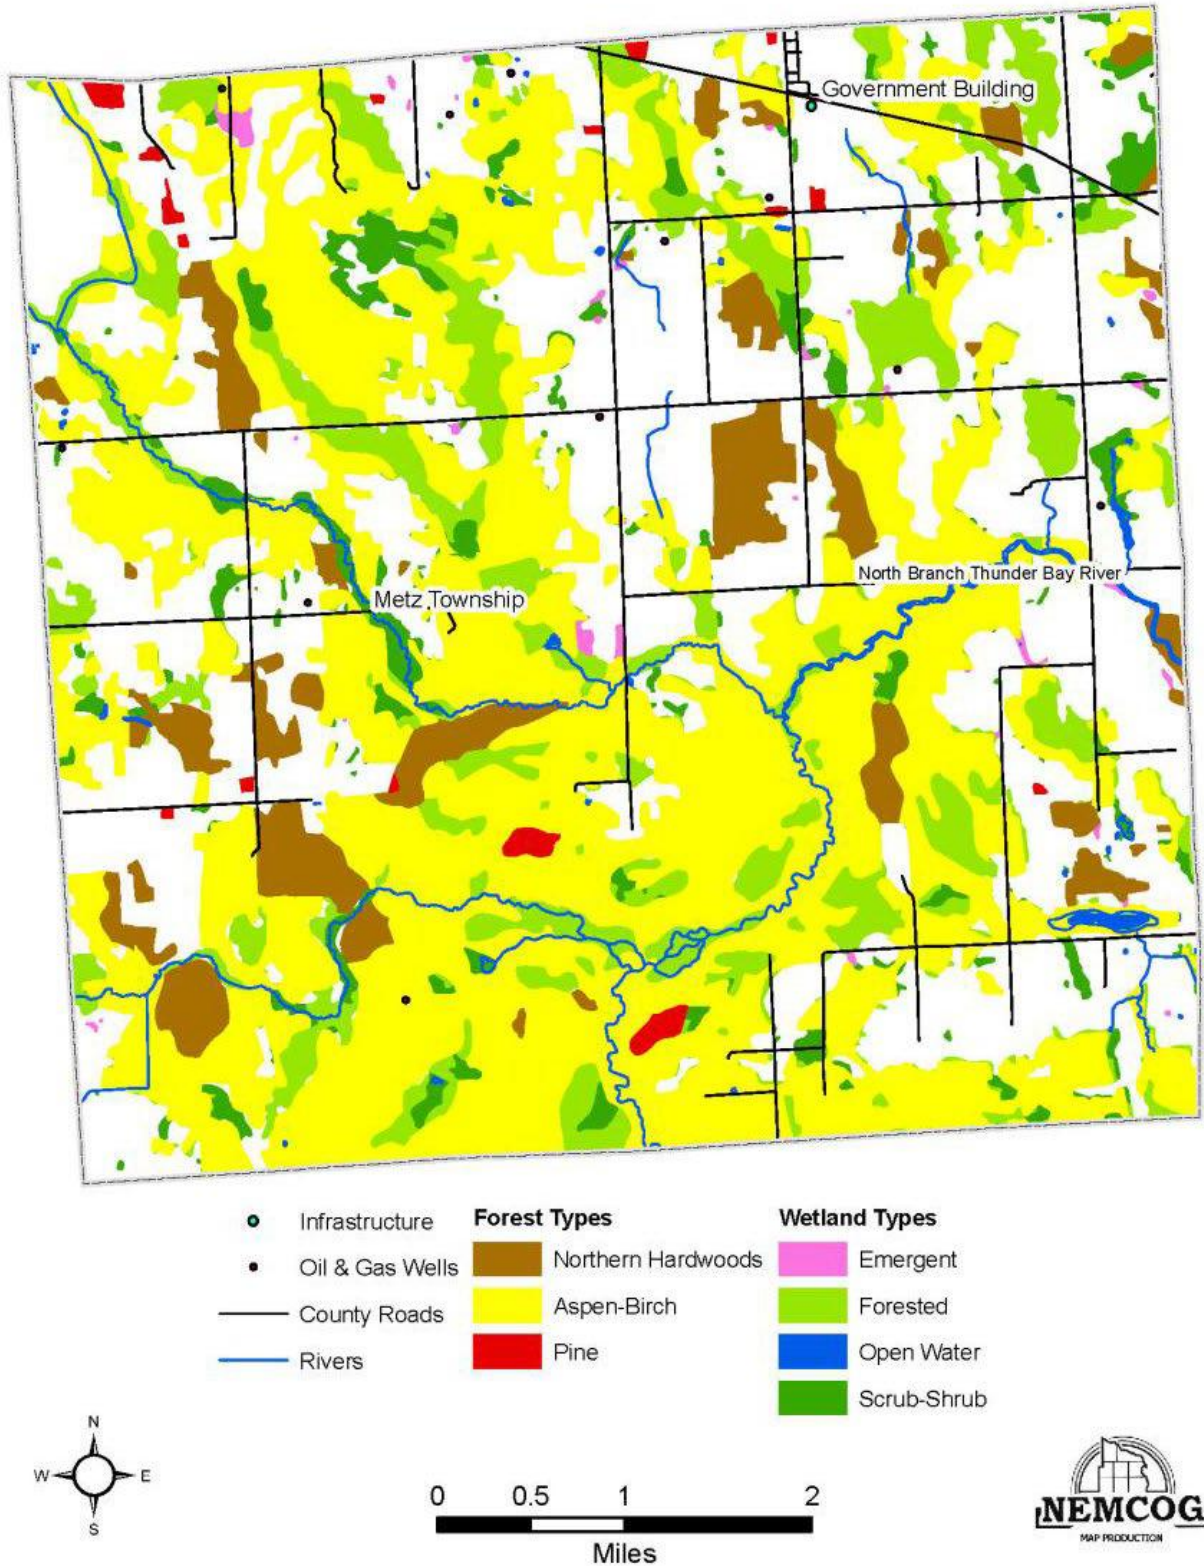 Government Building
North Branch Thunder Bay River
Metz Township
Infrastructure
Oil & Gas Wells
County Roads
Rivers
Forest Types
Northern Hardwoods
Aspen-Birch
Pine
Wetland Types
Emergent
Forested
Open Water
Scrub-Shrub
N
W E
S
0 0.5 1 2
Miles
NEMCOG
MAP PRODUCTION